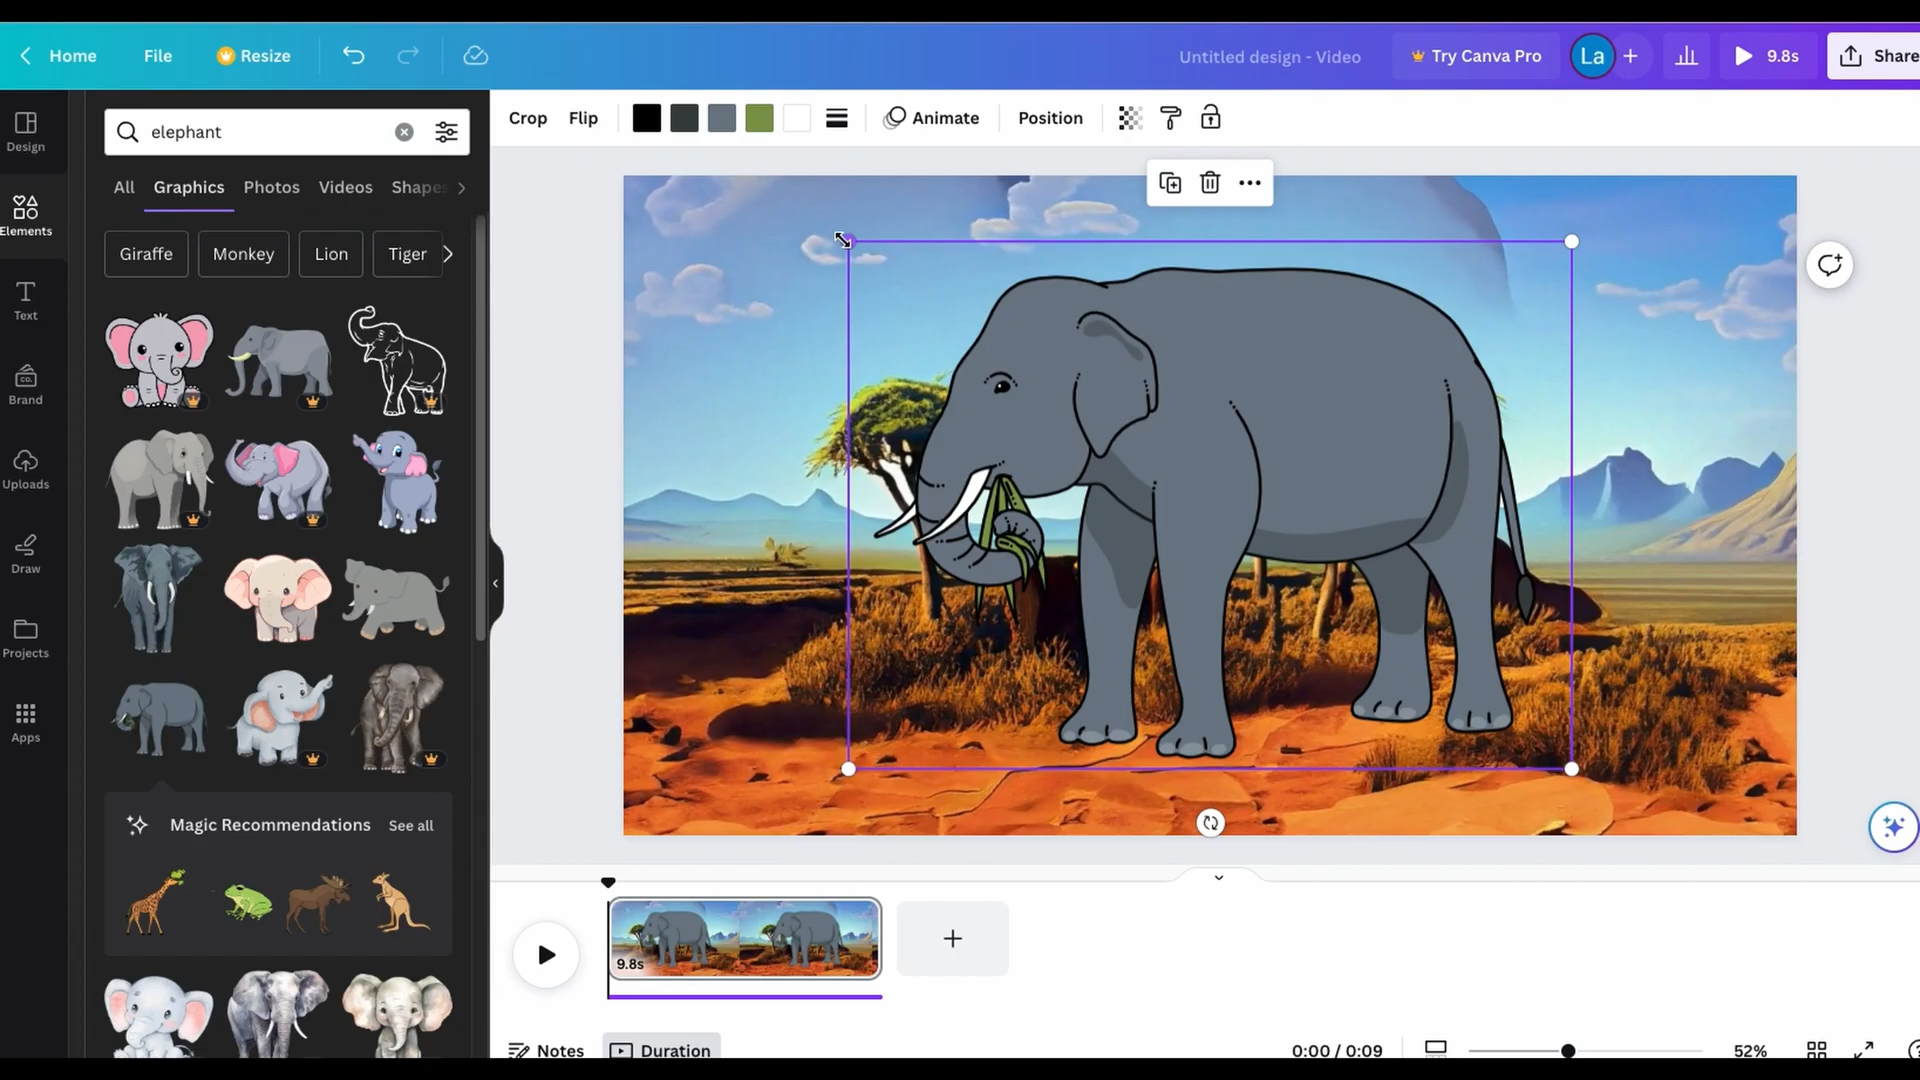 Home File Resize Untitled design - Video Try Canva Pro La + 9.8s Share
Design
Elements
Text
Brand
co.
Uploads
Draw
Projects
Apps
elephant
All Graphics Photos Videos Shapes
Giraffe Monkey Lion Tiger
Magic Recommendations See all
Crop Flip Animate Position
9.8s
Notes Duration 0:00 / 0:09 52%